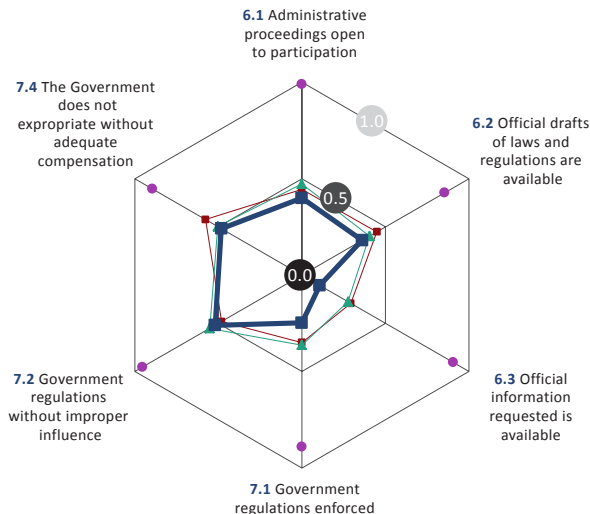 6.1 Administrative
proceedings open
to participation
7.4 The Government
does not
expropriate without
adequate
compensation
1.0
6.2 Official drafts
of laws and
regulations are
available
0.5
0.0
7.2 Government
regulations
without improper
influence
6.3 Official
information
requested is
available
7.1 Government
regulations enforced